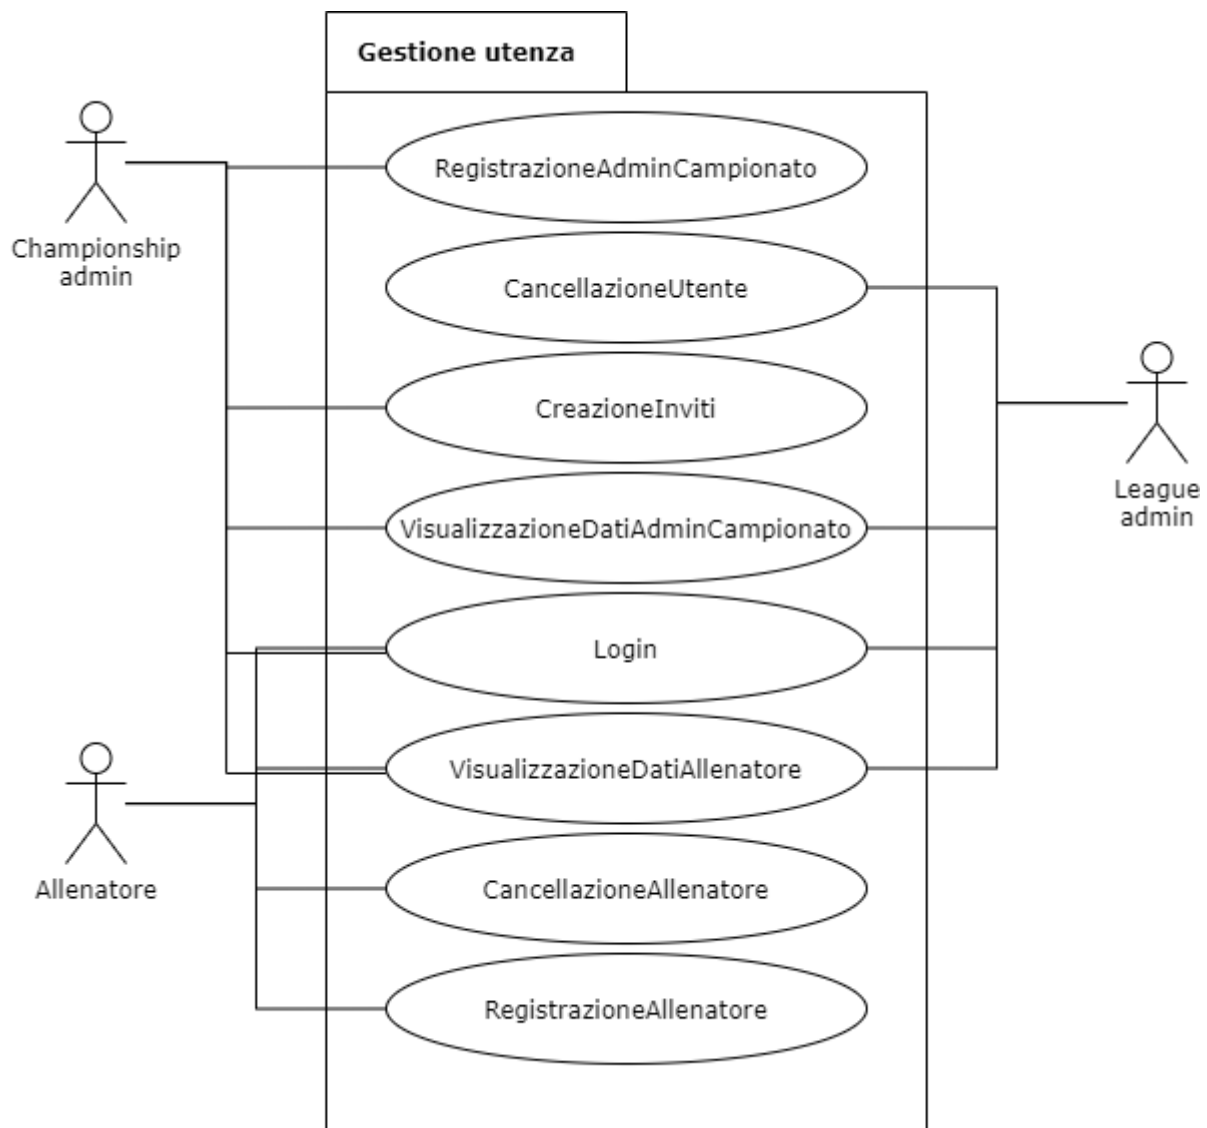 Gestione utenza
RegistrazioneAdminCampionato
Championship
admin
CancellazioneUtente
CreazioneInviti
League
admin
VisualizzazioneDatiAdminCampionato
Login
VisualizzazioneDatiAllenatore
Allenatore
CancellazioneAllenatore
RegistrazioneAllenatore